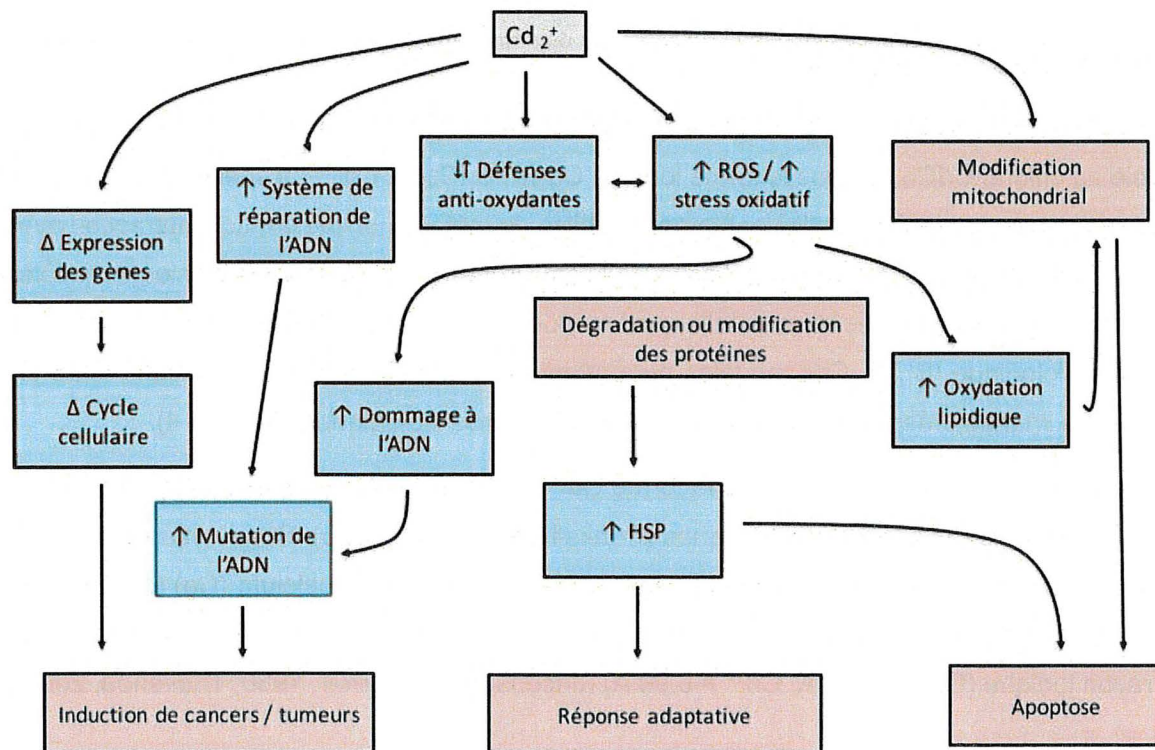 Cd ₂⁺
↓↑ Défenses
anti-oxydantes
↑ ROS / ↑
stress oxidatif
Modification
mitochondrial
↑ Système de
réparation de
l'ADN
Δ Expression
des gènes
Dégradation ou modification
des protéines
↑ Oxydation
lipidique
Δ Cycle
cellulaire
↑ Dommage à
l'ADN
↑ Mutation de
l'ADN
↑ HSP
Induction de cancers / tumeurs
Réponse adaptative
Apoptose